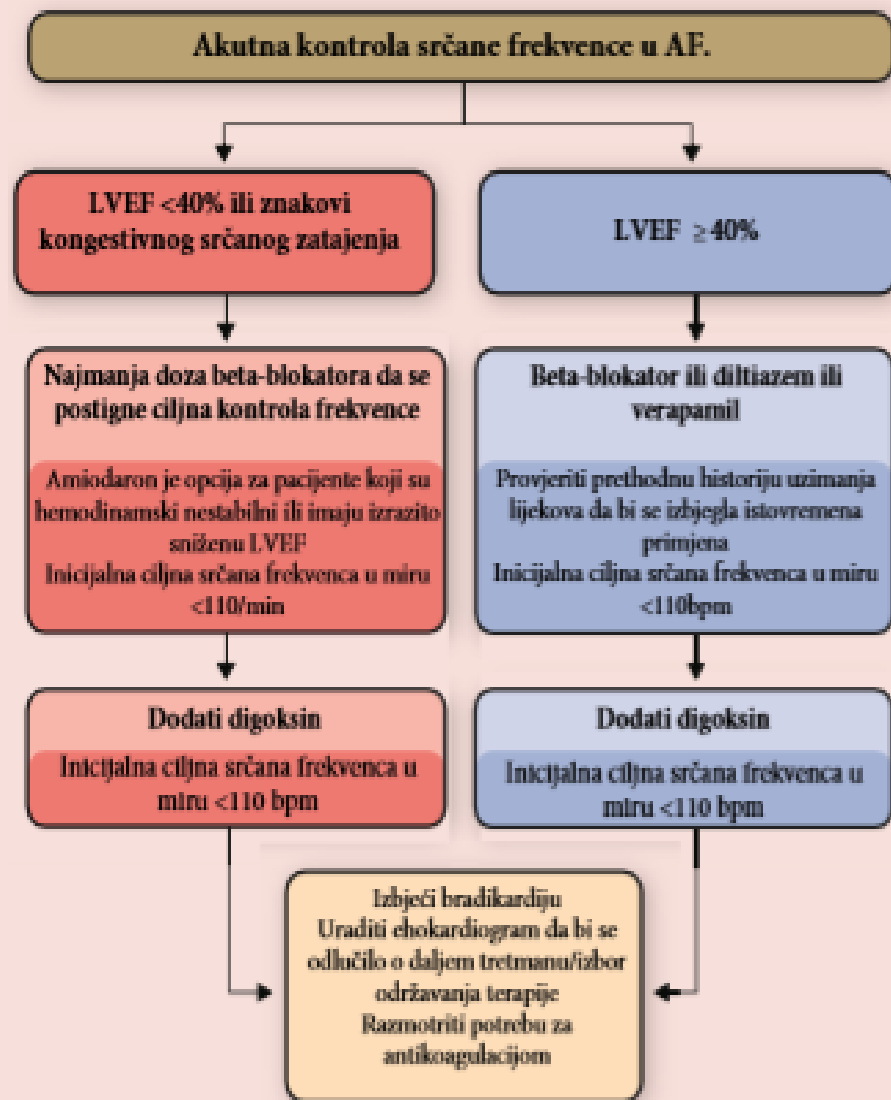 Akutna kontrola srčane frekvence u AF.
LVEF <40% ili znakovi
kongestivnog srčanog zatajenja
LVEF ≥40%
Najmanja doza beta-blokatora da se
postigne ciljna kontrola frekvence
Amiodaron je opcija za pacijente koji su
hemodinamski nestabilni ili imaju izrazito
sniženu LVEF
Inicijalna ciljna srčana frekvenca u miru
<110/min
Beta-blokator ili diltiazem ili
verapamil
Provjeriti prethodnu historiju uzimanja
lijekova da bi se izbjegla istovremena
primjena
Inicijalna ciljna srčana frekvenca u miru
<110bpm
Dodati digoksin
Inicijalna ciljna srčana frekvenca u
miru <110 bpm
Dodati digoksin
Inicijalna ciljna srčana frekvenca u
miru <110 bpm
Izbjeći bradikardiju
Uraditi ehokardiogram da bi se
odlučilo o daljem tretmanu/izbor
održavanja terapije
Razmotriti potrebu za
antikoagulacijom